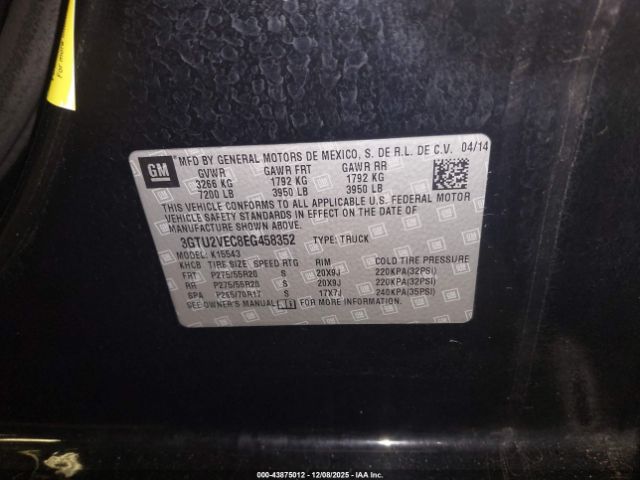 For more
GM
MFD BY GENERAL MOTORS DE MEXICO, S. DE R.L. DE C.V. 04/14
GVWR GAWR FRT GAWR RR
3266 KG 1792 KG 1792 KG
7200 LB 3950 LB 3950 LB
THIS VEHICLE CONFORMS TO ALL APPLICABLE U.S. FEDERAL MOTOR
VEHICLE SAFETY STANDARDS IN EFFECT ON THE DATE OF
MANUFACTURE SHOWN ABOVE.
3GTU2VEC8EG458352 TYPE: TRUCK
MODEL: K15543
KHCB TIRE SIZE SPEED RTG RIM COLD TIRE PRESSURE
FRT P275/55R20 S 20X9J 220KPA(32PSI)
RR P275/55R20 S 20X9J 220KPA(32PSI)
SPA P265/70R17 S 17X7J 240KPA(35PSI)
SEE OWNER'S MANUAL
000-43875012 - 12/08/2025 - © IAA Holdings, LLC